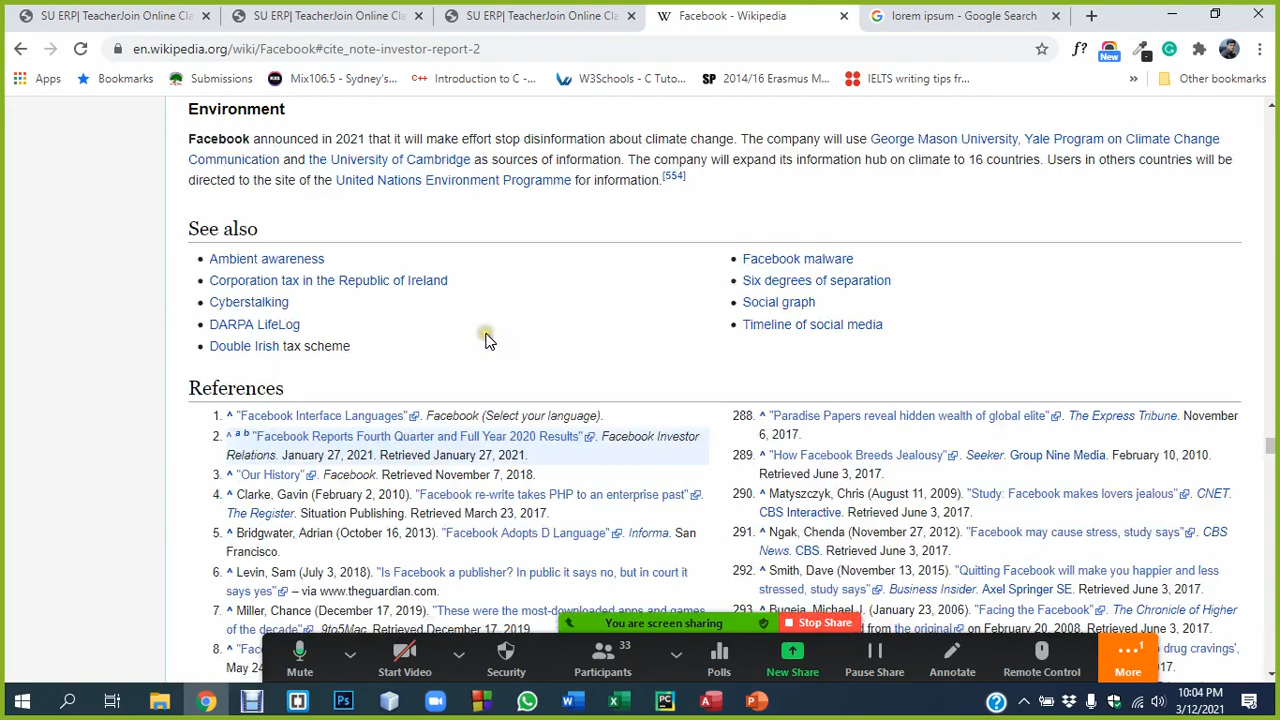 SU ERP| TeacherJoin Online Cla
SU ERP| TeacherJoin Online Cla
SU ERP| TeacherJoin Online Cla
Facebook - Wikipedia
lorem ipsum - Google Search
en.wikipedia.org/wiki/Facebook#cite_note-investor-report-2
f?
New
Apps
Bookmarks
Submissions
Mix106.5 - Sydney's...
C++ Introduction to C -...
W3Schools - C Tuto...
SP 2014/16 Erasmus M...
IELTS writing tips fr...
»
Other bookmarks
Environment
Facebook announced in 2021 that it will make effort stop disinformation about climate change. The company will use George Mason University, Yale Program on Climate Change
Communication and the University of Cambridge as sources of information. The company will expand its information hub on climate to 16 countries. Users in others countries will be
directed to the site of the United Nations Environment Programme for information.[554]
See also
• Ambient awareness
• Corporation tax in the Republic of Ireland
• Cyberstalking
• DARPA LifeLog
• Double Irish tax scheme
• Facebook malware
• Six degrees of separation
• Social graph
• Timeline of social media
References
1. ^ "Facebook Interface Languages". Facebook (Select your language).
2. ^ a b "Facebook Reports Fourth Quarter and Full Year 2020 Results". Facebook Investor
Relations. January 27, 2021. Retrieved January 27, 2021.
3. ^ "Our History". Facebook. Retrieved November 7, 2018.
4. ^ Clarke, Gavin (February 2, 2010). "Facebook re-write takes PHP to an enterprise past".
The Register. Situation Publishing. Retrieved March 23, 2017.
5. ^ Bridgwater, Adrian (October 16, 2013). "Facebook Adopts D Language". Informa. San
Francisco.
6. ^ Levin, Sam (July 3, 2018). "Is Facebook a publisher? In public it says no, but in court it
says yes" – via www.theguardian.com.
7. ^ Miller, Chance (December 17, 2019). "These were the most-downloaded apps and games
of the decade". 9to5Mac. Retrieved December 17, 2019.
8. ^ "Fac
May 24
288. ^ "Paradise Papers reveal hidden wealth of global elite". The Express Tribune. November
6, 2017.
289. ^ "How Facebook Breeds Jealousy". Seeker. Group Nine Media. February 10, 2010.
Retrieved June 3, 2017.
290. ^ Matyszczyk, Chris (August 11, 2009). "Study: Facebook makes lovers jealous". CNET.
CBS Interactive. Retrieved June 3, 2017.
291. ^ Ngak, Chenda (November 27, 2012). "Facebook may cause stress, study says". CBS
News. CBS. Retrieved June 3, 2017.
292. ^ Smith, Dave (November 13, 2015). "Quitting Facebook will make you happier and less
stressed, study says". Business Insider. Axel Springer SE. Retrieved June 3, 2017.
293. ^ Bugeja, Michael J. (January 23, 2006). "Facing the Facebook". The Chronicle of Higher
from the original on February 20, 2008. Retrieved June 3, 2017.
drug cravings',
You are screen sharing
Stop Share
Mute
Start Video
Security
33
Participants
Polls
New Share
Pause Share
Annotate
Remote Control
1
More
10:04 PM
3/12/2021